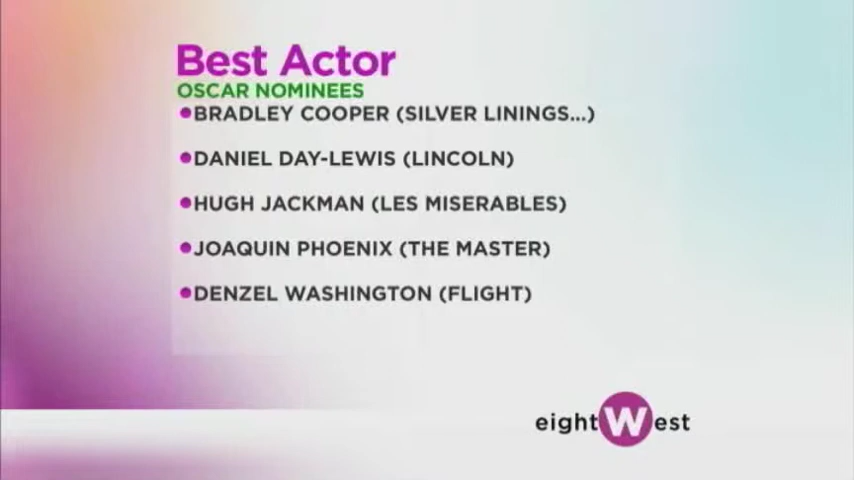 Best Actor
OSCAR NOMINEES
•BRADLEY COOPER (SILVER LININGS...)
•DANIEL DAY-LEWIS (LINCOLN)
•HUGH JACKMAN (LES MISERABLES)
•JOAQUIN PHOENIX (THE MASTER)
•DENZEL WASHINGTON (FLIGHT)
eightWest